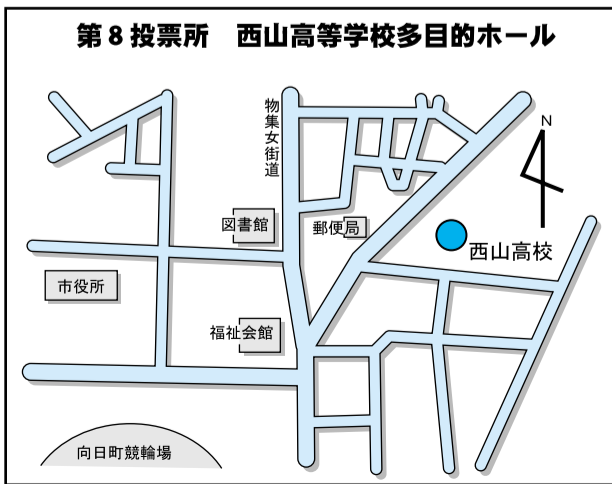 第8投票所　西山高等学校多目的ホール
物集女街道
N
図書館
郵便局
西山高校
市役所
福祉会館
向日町競輪場